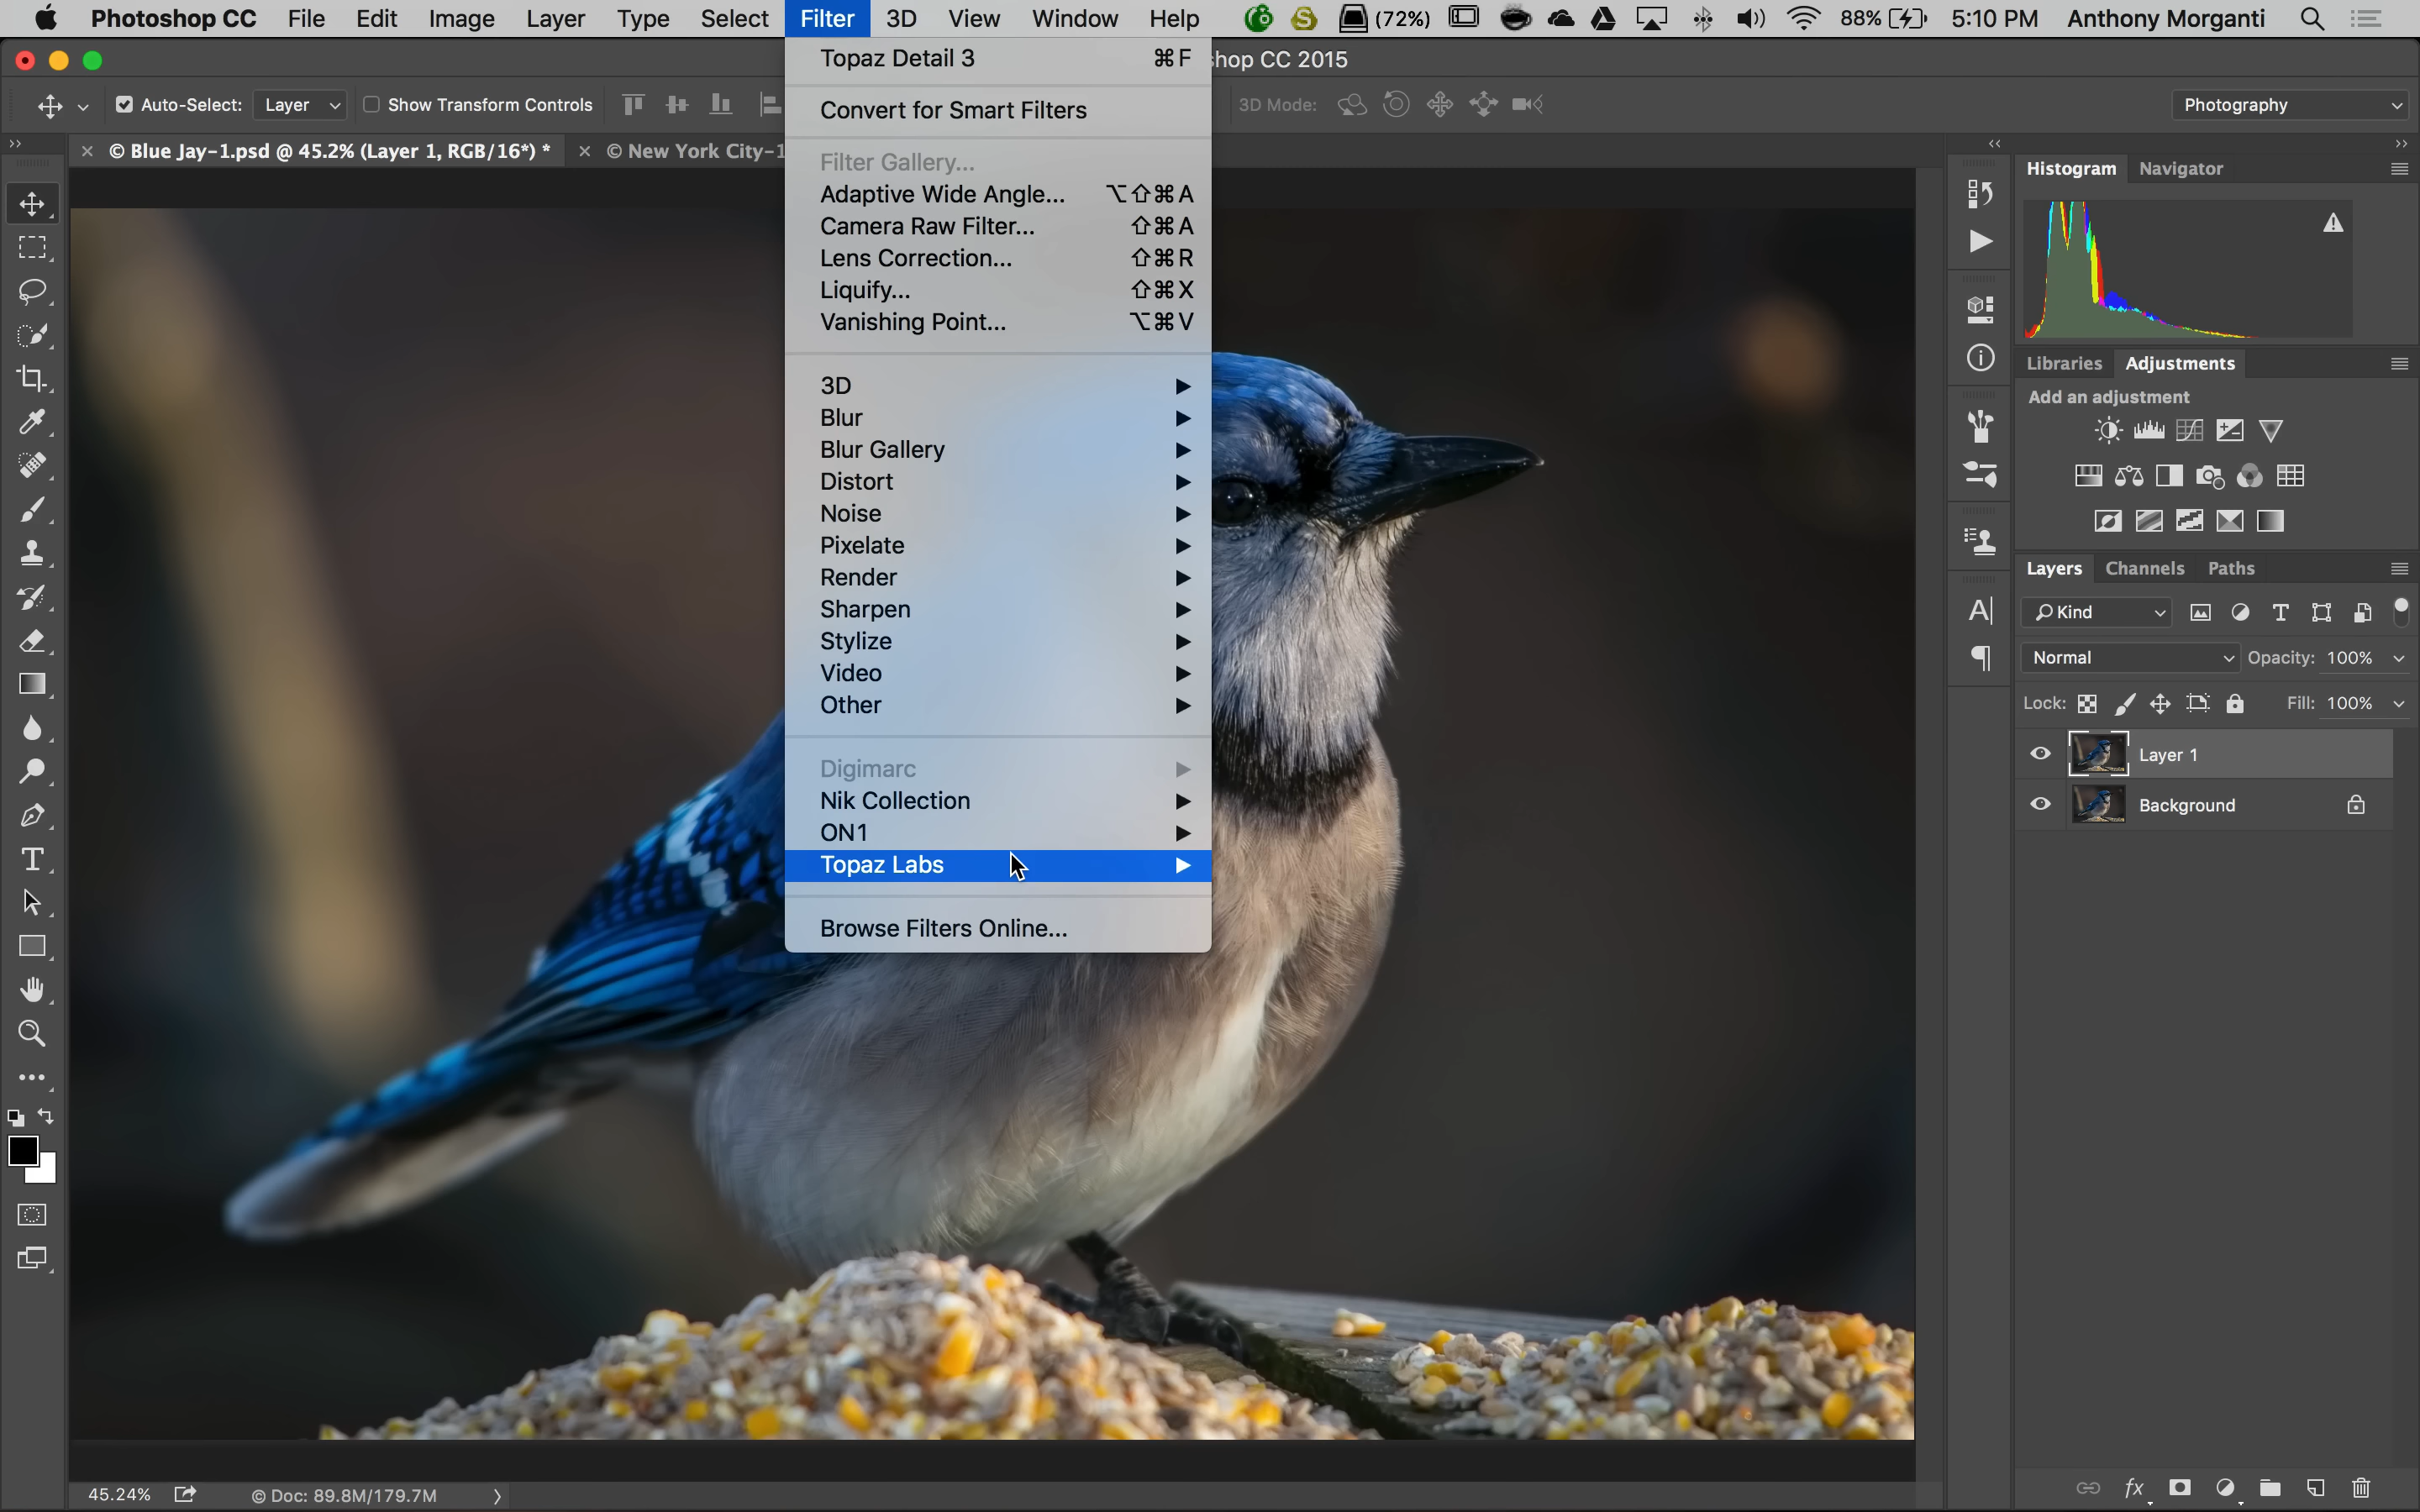 Photoshop CC File Edit Image Layer Type Select Filter 3D View Window Help (72%) 88% 5:10 PM Anthony Morganti
shop CC 2015
Auto-Select: Layer Show Transform Controls 3D Mode: Photography
© Blue Jay-1.psd @ 45.2% (Layer 1, RGB/16*) * © New York City-1
Topaz Detail 3 ⌘F
Convert for Smart Filters
Filter Gallery...
Adaptive Wide Angle... ⌥⇧⌘A
Camera Raw Filter... ⇧⌘A
Lens Correction... ⇧⌘R
Liquify... ⇧⌘X
Vanishing Point... ⌥⌘V
3D
Blur
Blur Gallery
Distort
Noise
Pixelate
Render
Sharpen
Stylize
Video
Other
Digimarc
Nik Collection
ON1
Topaz Labs
Browse Filters Online...
Histogram Navigator
Libraries Adjustments
Add an adjustment
Layers Channels Paths
Kind
Normal Opacity: 100%
Lock: Fill: 100%
Layer 1
Background
45.24% © Doc: 89.8M/179.7M